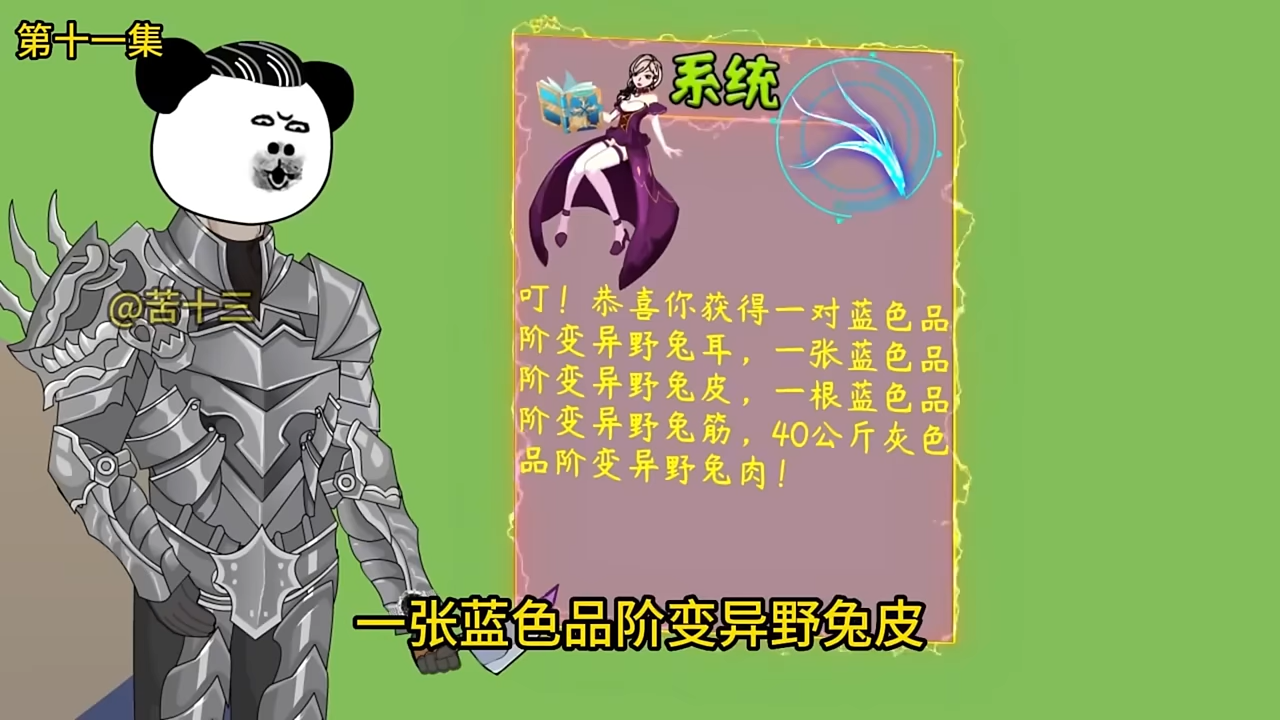 第十一集
系统
@苦十三
叮！恭喜你获得一对蓝色品
阶变异野兔耳，一张蓝色品
阶变异野兔皮，一根蓝色品
阶变异野兔筋，40公斤灰色
品阶变异野兔肉！
一张蓝色品阶变异野兔皮